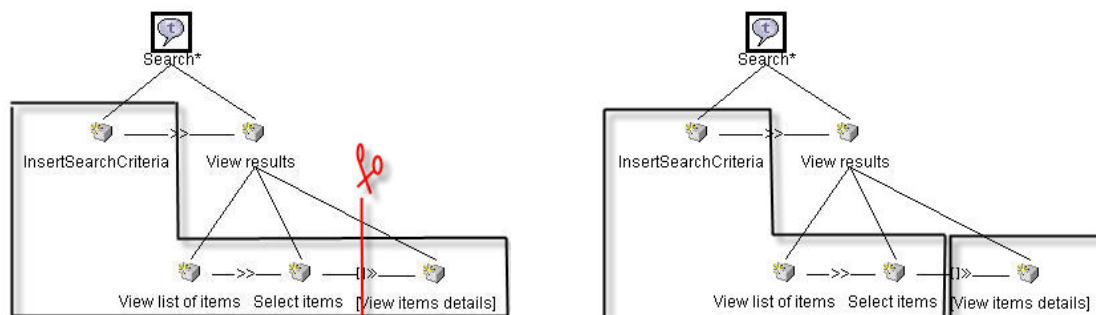 t
Search*
>>
InsertSearchCriteria View results
>> []»
View list of items Select items [View items details]
t
Search*
>>
InsertSearchCriteria View results
>> []»
View list of items Select items [View items details]